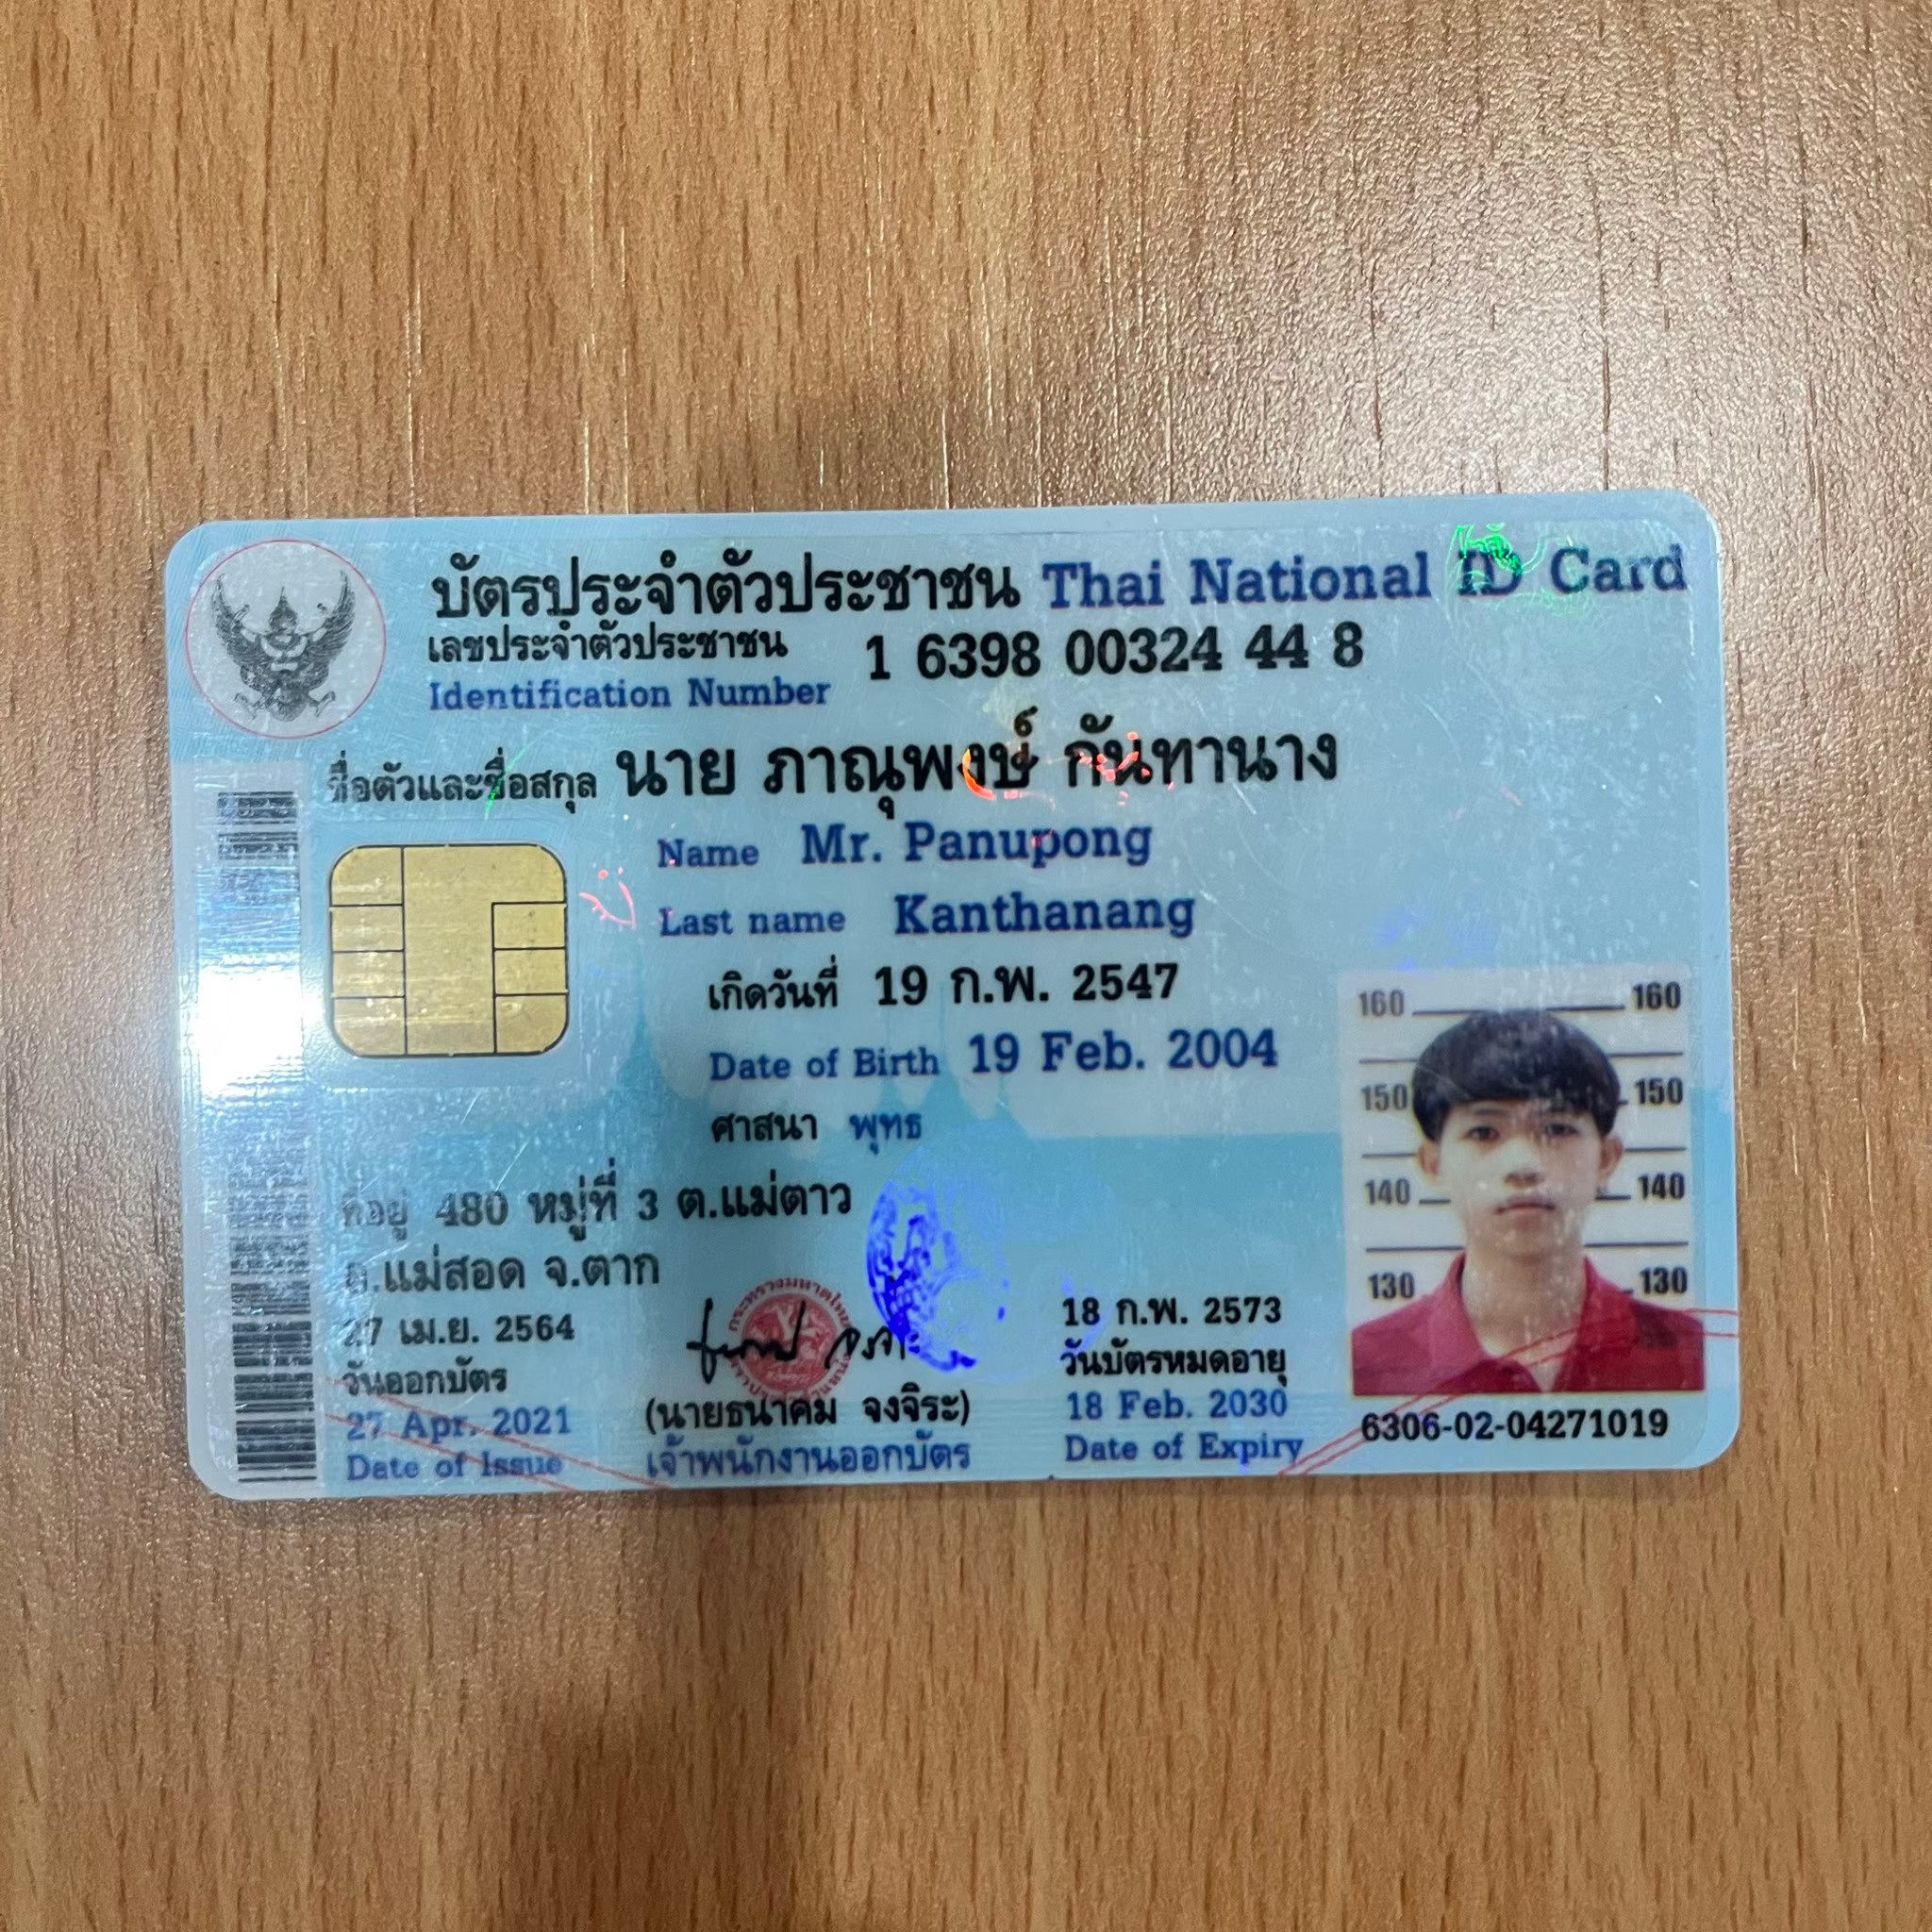 บัตรประจำตัวประชาชน Thai National ID Card
เลขประจำตัวประชาชน 1 6398 00324 44 8
Identification Number
ชื่อตัวและชื่อสกุล นาย ภาณุพงษ์ กันทานาง
Name Mr. Panupong
Last name Kanthanang
เกิดวันที่ 19 ก.พ. 2547
Date of Birth 19 Feb. 2004
ศาสนา พุทธ
ที่อยู่ 480 หมู่ที่ 3 ต.แม่ตาว
อ.แม่สอด จ.ตาก
27 เม.ย. 2564
วันออกบัตร
27 Apr. 2021
Date of Issue
(นายธนาคม จงจิระ)
เจ้าพนักงานออกบัตร
18 ก.พ. 2573
วันบัตรหมดอายุ
18 Feb. 2030
Date of Expiry
160 160
150 150
140 140
130 130
6306-02-04271019